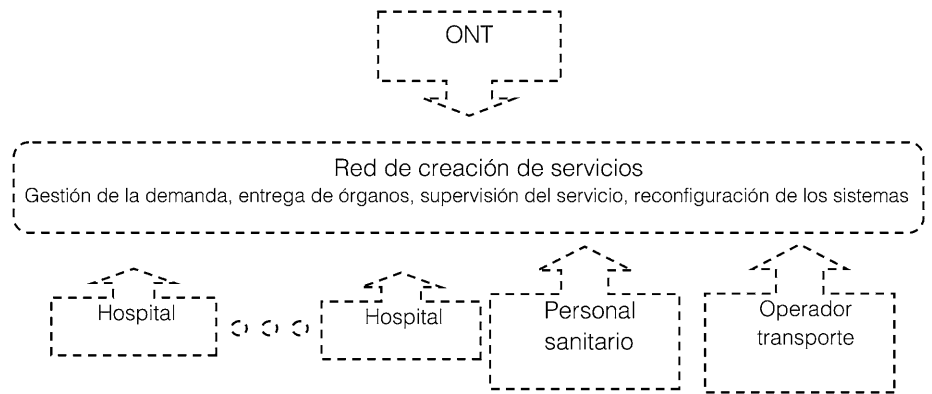 ONT
Red de creación de servicios
Gestión de la demanda, entrega de órganos, supervisión del servicio, reconfiguración de los sistemas
Hospital
Hospital
Personal
sanitario
Operador
transporte